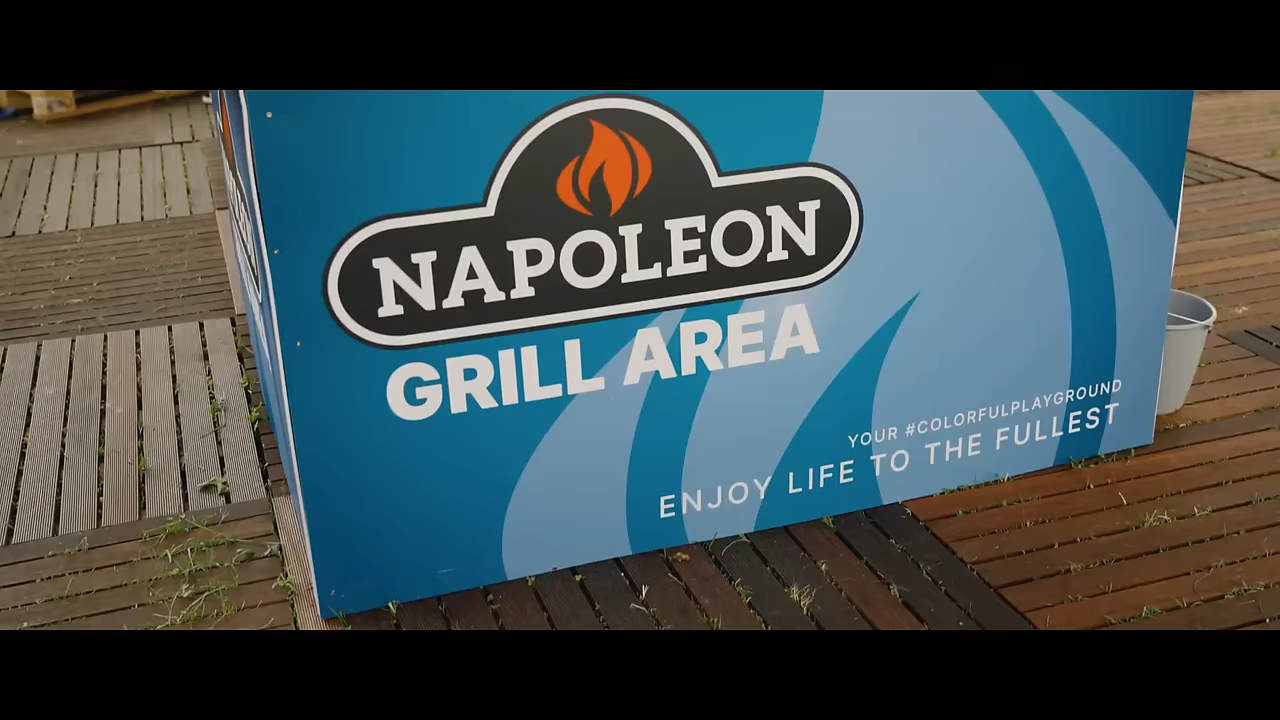 NAPOLEON
GRILL AREA
YOUR #COLORFULPLAYGROUND
ENJOY LIFE TO THE FULLEST